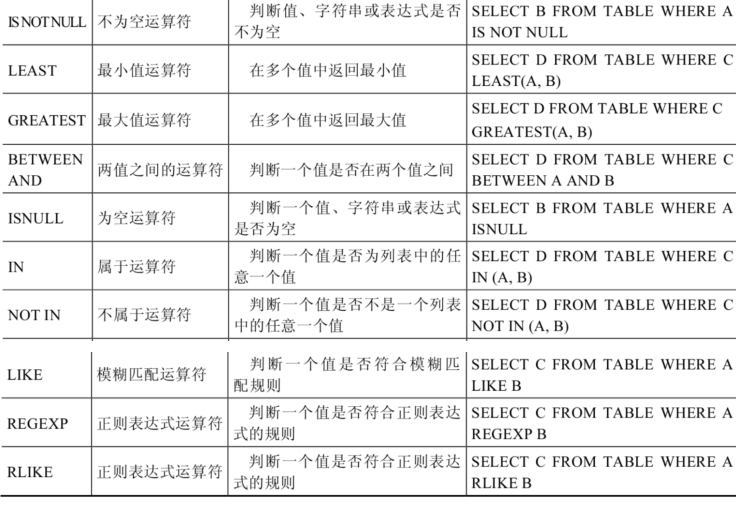 IS NOT NULL 不为空运算符 判断值、字符串或表达式是否 SELECT B FROM TABLE WHERE A
不为空 IS NOT NULL
LEAST 最小值运算符 在多个值中返回最小值 SELECT D FROM TABLE WHERE C
LEAST(A, B)
GREATEST 最大值运算符 在多个值中返回最大值 SELECT D FROM TABLE WHERE C
GREATEST(A, B)
BETWEEN 两值之间的运算符 判断一个值是否在两个值之间 SELECT D FROM TABLE WHERE C
AND BETWEEN A AND B
ISNULL 为空运算符 判断一个值、字符串或表达式 SELECT B FROM TABLE WHERE A
是否为空 ISNULL
IN 属于运算符 判断一个值是否为列表中的任 SELECT D FROM TABLE WHERE C
意一个值 IN (A, B)
NOT IN 不属于运算符 判断一个值是否不是一个列表 SELECT D FROM TABLE WHERE C
中的任意一个值 NOT IN (A, B)
LIKE 模糊匹配运算符 判断一个值是否符合模糊匹 SELECT C FROM TABLE WHERE A
配规则 LIKE B
REGEXP 正则表达式运算符 判断一个值是否符合正则表达 SELECT C FROM TABLE WHERE A
式的规则 REGEXP B
RLIKE 正则表达式运算符 判断一个值是否符合正则表达 SELECT C FROM TABLE WHERE A
式的规则 RLIKE B